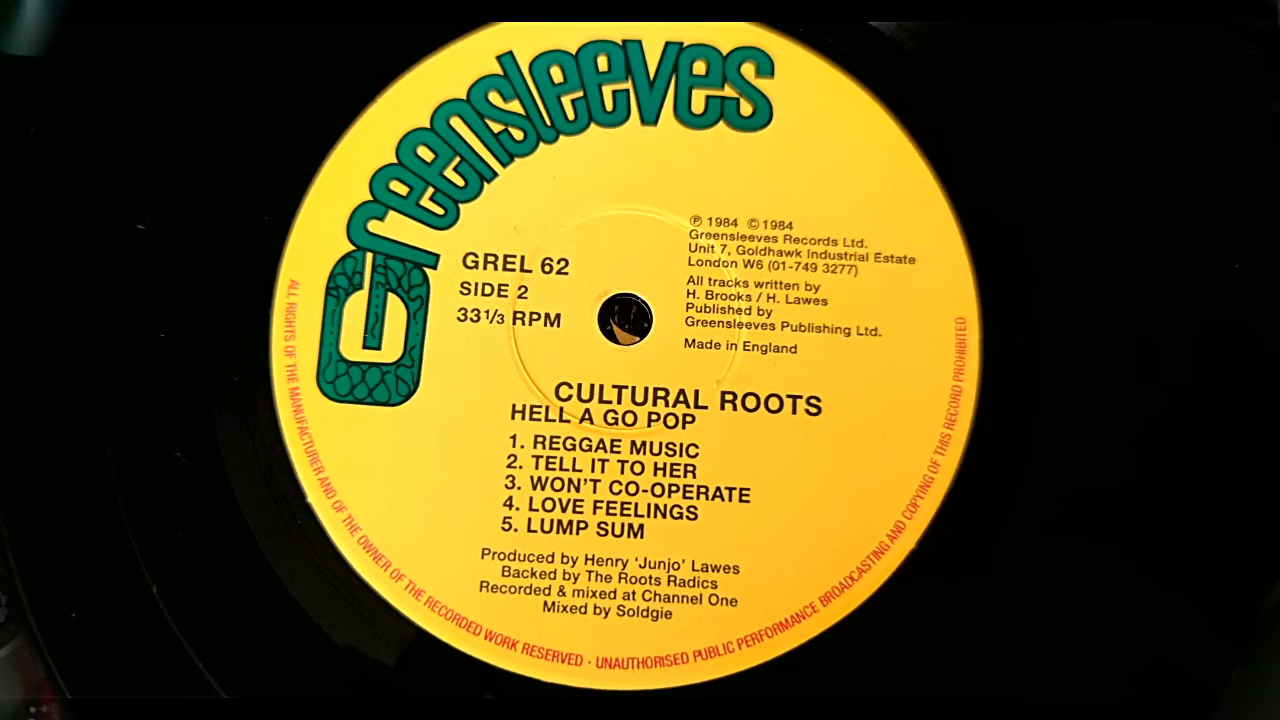 Greensleeves
GREL 62
SIDE 2
33⅓ RPM
℗ 1984 © 1984
Greensleeves Records Ltd.
Unit 7, Goldhawk Industrial Estate
London W6 (01-749 3277)
All tracks written by
H. Brooks / H. Lawes
Published by
Greensleeves Publishing Ltd.
Made in England
CULTURAL ROOTS
HELL A GO POP
1. REGGAE MUSIC
2. TELL IT TO HER
3. WON'T CO-OPERATE
4. LOVE FEELINGS
5. LUMP SUM
Produced by Henry ‘Junjo’ Lawes
Backed by The Roots Radics
Recorded & mixed at Channel One
Mixed by Soldgie
ALL RIGHTS OF THE MANUFACTURER AND OF THE OWNER OF THE RECORDED WORK RESERVED · UNAUTHORISED PUBLIC PERFORMANCE BROADCASTING AND COPYING OF THIS RECORD PROHIBITED